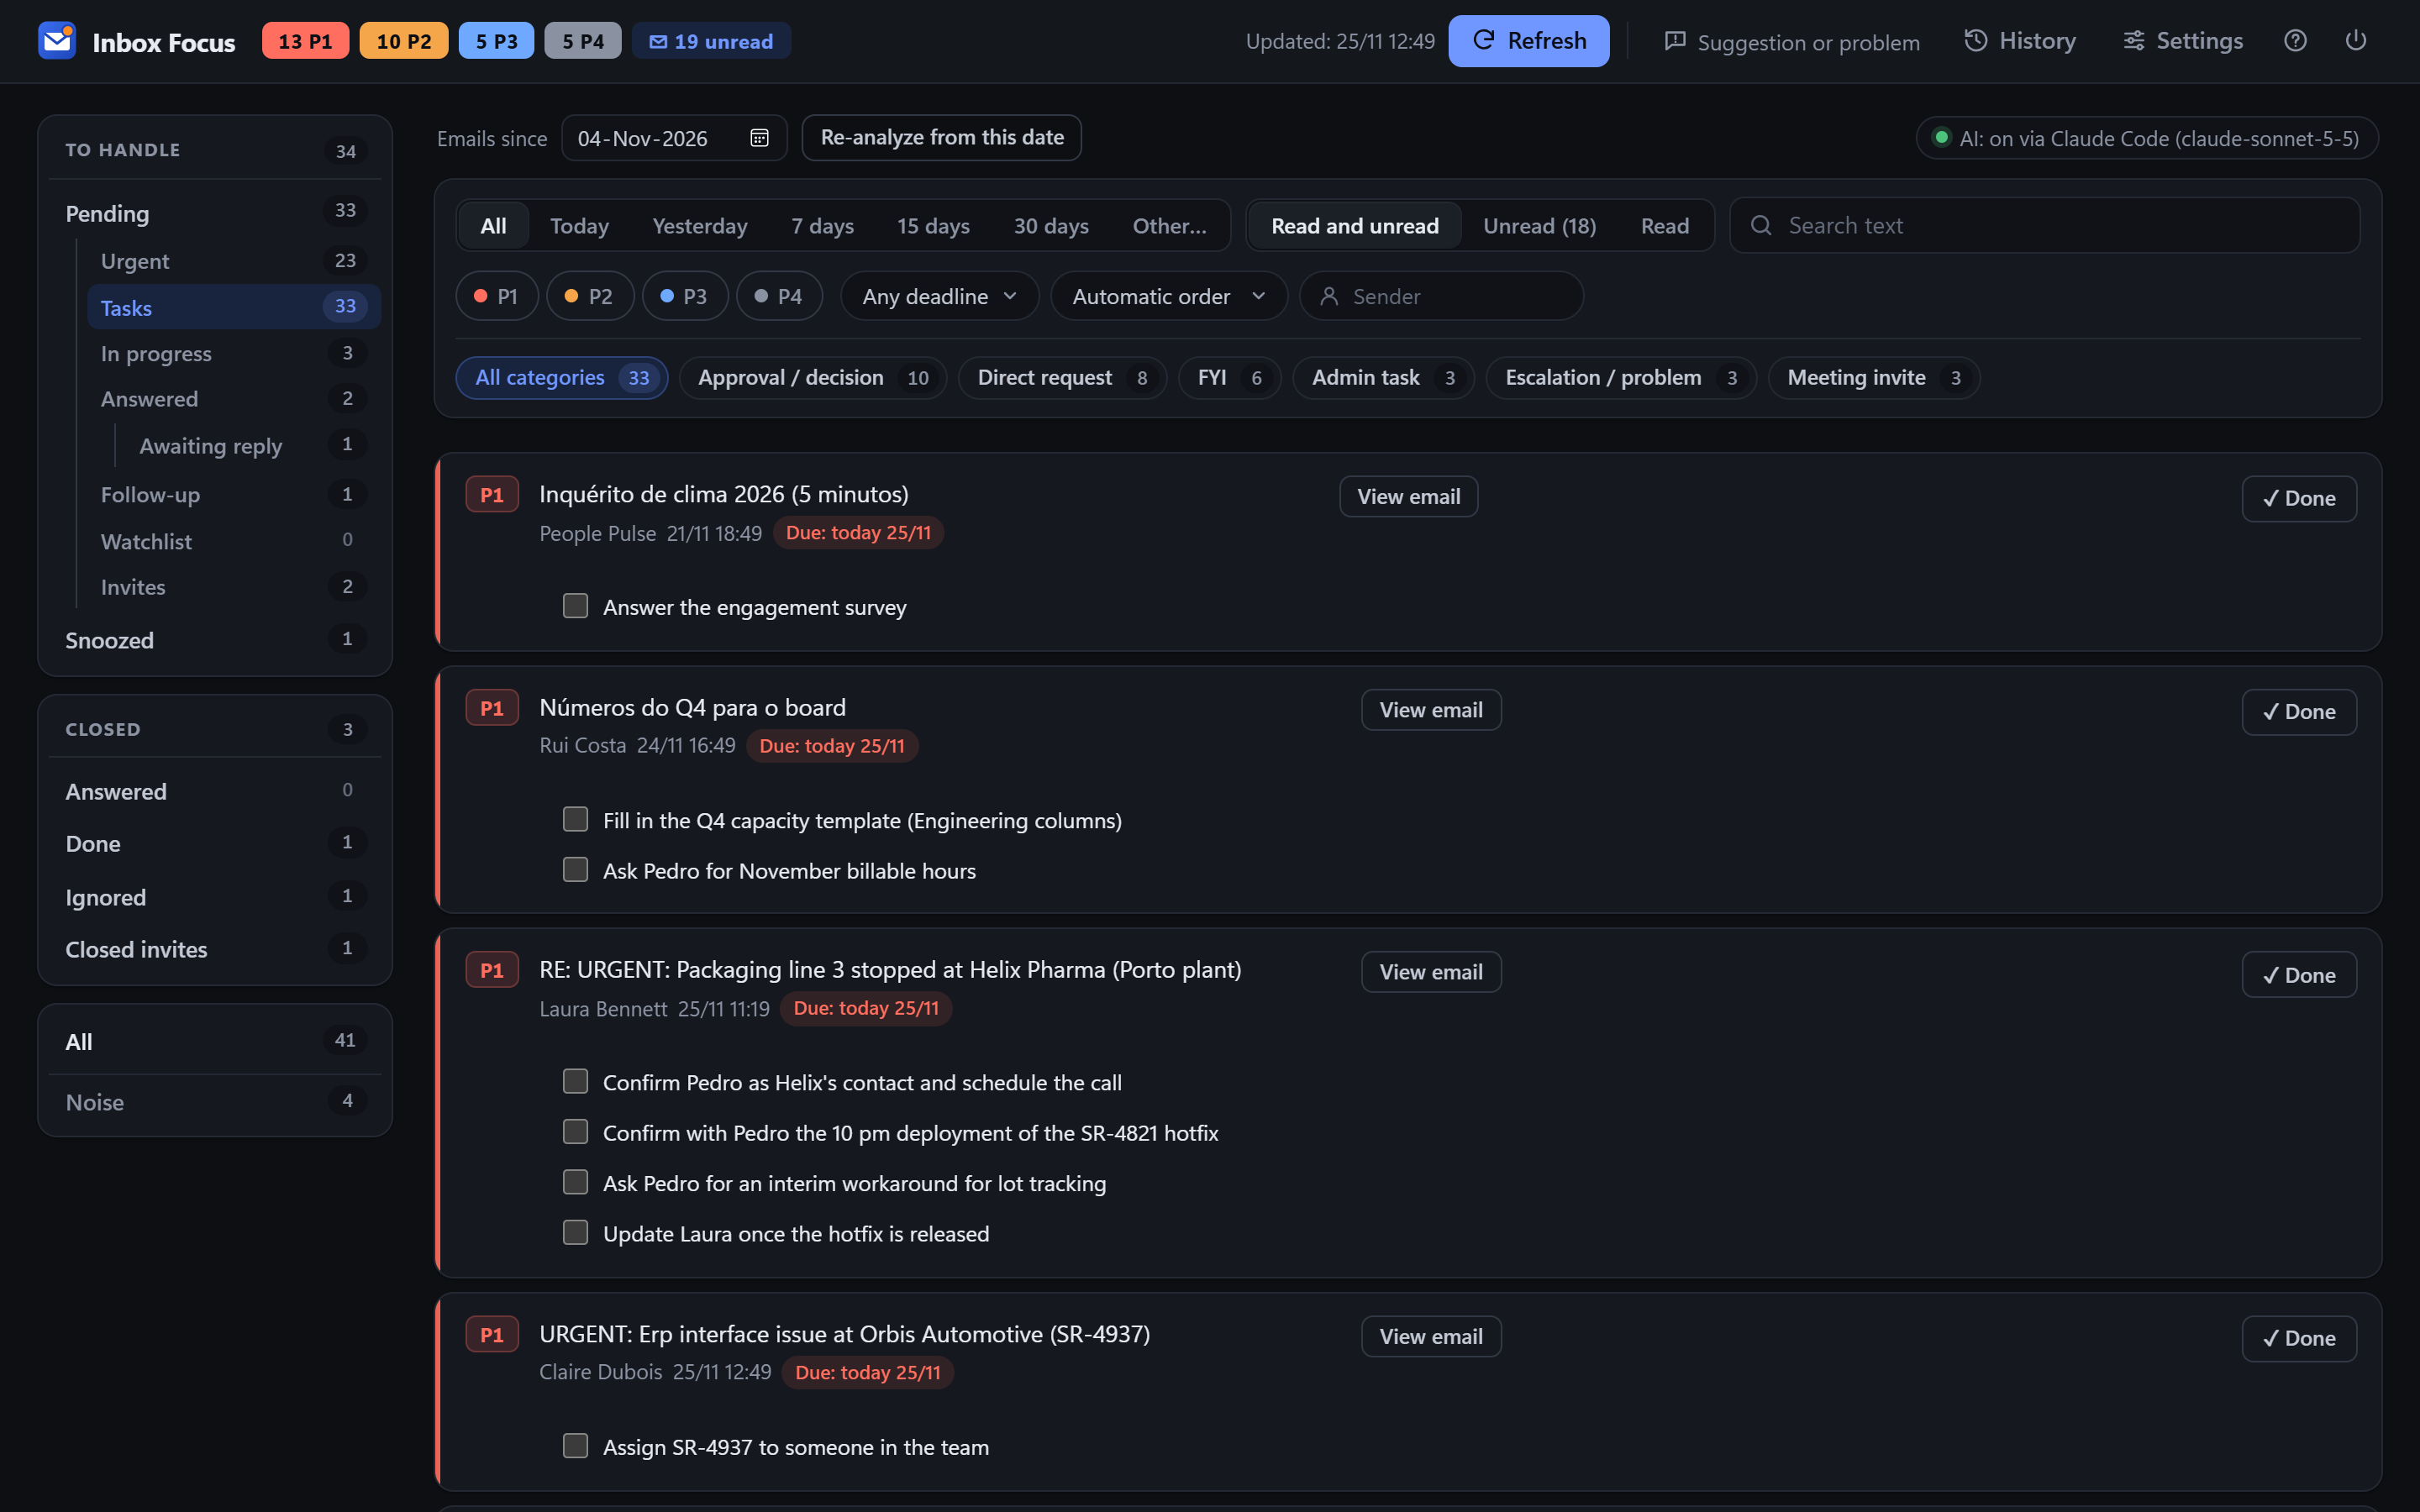 Inbox Focus 13 P1 10 P2 5 P3 5 P4 19 unread Updated: 25/11 12:49 Refresh Suggestion or problem History Settings
TO HANDLE 34
Pending 33
Urgent 23
Tasks 33
In progress 3
Answered 2
Awaiting reply 1
Follow-up 1
Watchlist 0
Invites 2
Snoozed 1
CLOSED 3
Answered 0
Done 1
Ignored 1
Closed invites 1
All 41
Noise 4
Emails since 04-Nov-2026 Re-analyze from this date AI: on via Claude Code (claude-sonnet-5-5)
All Today Yesterday 7 days 15 days 30 days Other... Read and unread Unread (18) Read Search text
P1 P2 P3 P4 Any deadline Automatic order Sender
All categories 33 Approval / decision 10 Direct request 8 FYI 6 Admin task 3 Escalation / problem 3 Meeting invite 3
P1 Inquérito de clima 2026 (5 minutos) View email ✓ Done
People Pulse 21/11 18:49 Due: today 25/11
Answer the engagement survey
P1 Números do Q4 para o board View email ✓ Done
Rui Costa 24/11 16:49 Due: today 25/11
Fill in the Q4 capacity template (Engineering columns)
Ask Pedro for November billable hours
P1 RE: URGENT: Packaging line 3 stopped at Helix Pharma (Porto plant) View email ✓ Done
Laura Bennett 25/11 11:19 Due: today 25/11
Confirm Pedro as Helix's contact and schedule the call
Confirm with Pedro the 10 pm deployment of the SR-4821 hotfix
Ask Pedro for an interim workaround for lot tracking
Update Laura once the hotfix is released
P1 URGENT: Erp interface issue at Orbis Automotive (SR-4937) View email ✓ Done
Claire Dubois 25/11 12:49 Due: today 25/11
Assign SR-4937 to someone in the team